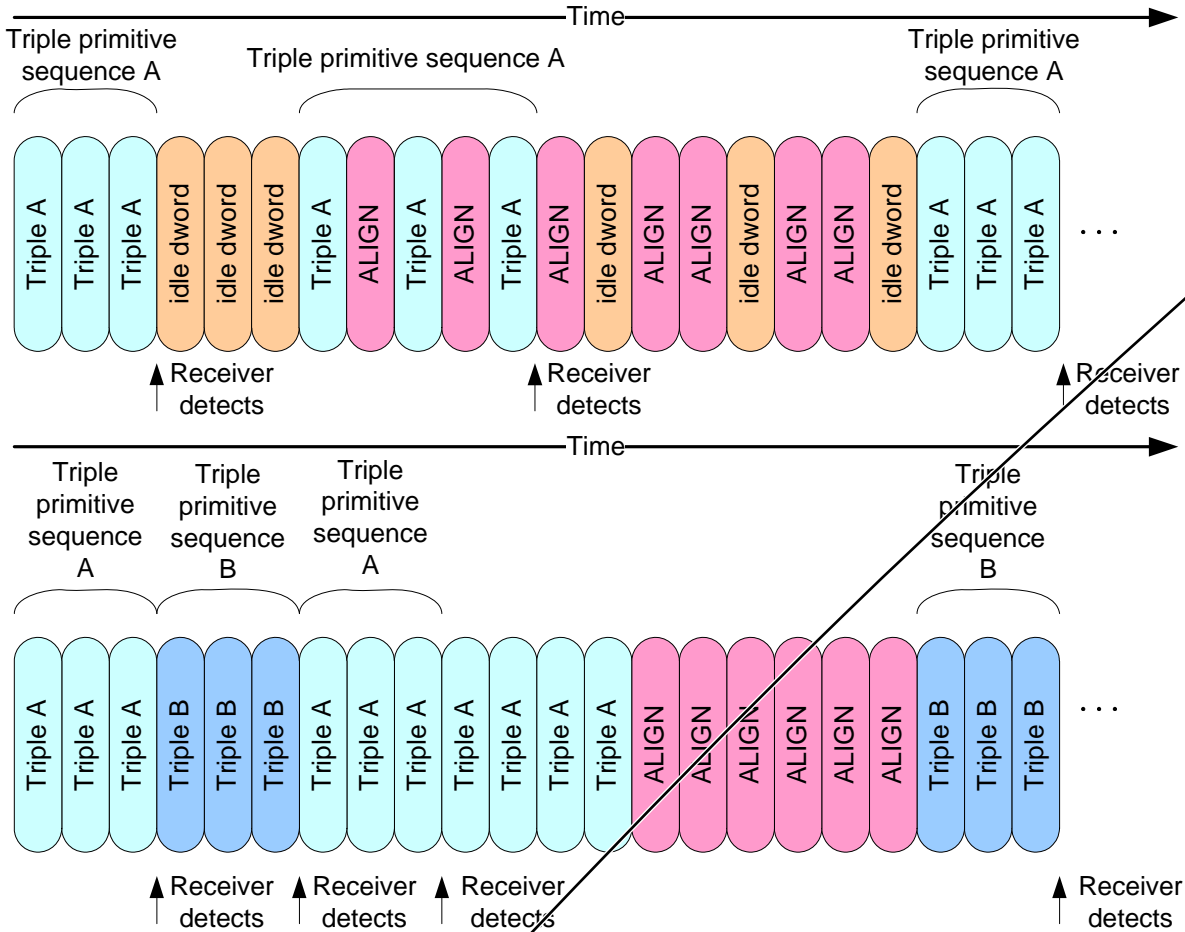 Time
Triple primitive
sequence A
Triple primitive sequence A
Triple primitive
sequence A
Triple A
Triple A
Triple A
idle dword
idle dword
idle dword
Triple A
ALIGN
Triple A
ALIGN
Triple A
ALIGN
idle dword
ALIGN
ALIGN
idle dword
ALIGN
ALIGN
idle dword
Triple A
Triple A
Triple A
. . .
Receiver
detects
Receiver
detects
Receiver
detects
Time
Triple
primitive
sequence
A
Triple
primitive
sequence
B
Triple
primitive
sequence
A
Triple
primitive
sequence
B
Triple A
Triple A
Triple A
Triple B
Triple B
Triple B
Triple A
Triple A
Triple A
Triple A
Triple A
Triple A
Triple A
ALIGN
ALIGN
ALIGN
ALIGN
ALIGN
ALIGN
Triple B
Triple B
Triple B
. . .
Receiver
detects
Receiver
detects
Receiver
detects
Receiver
detects